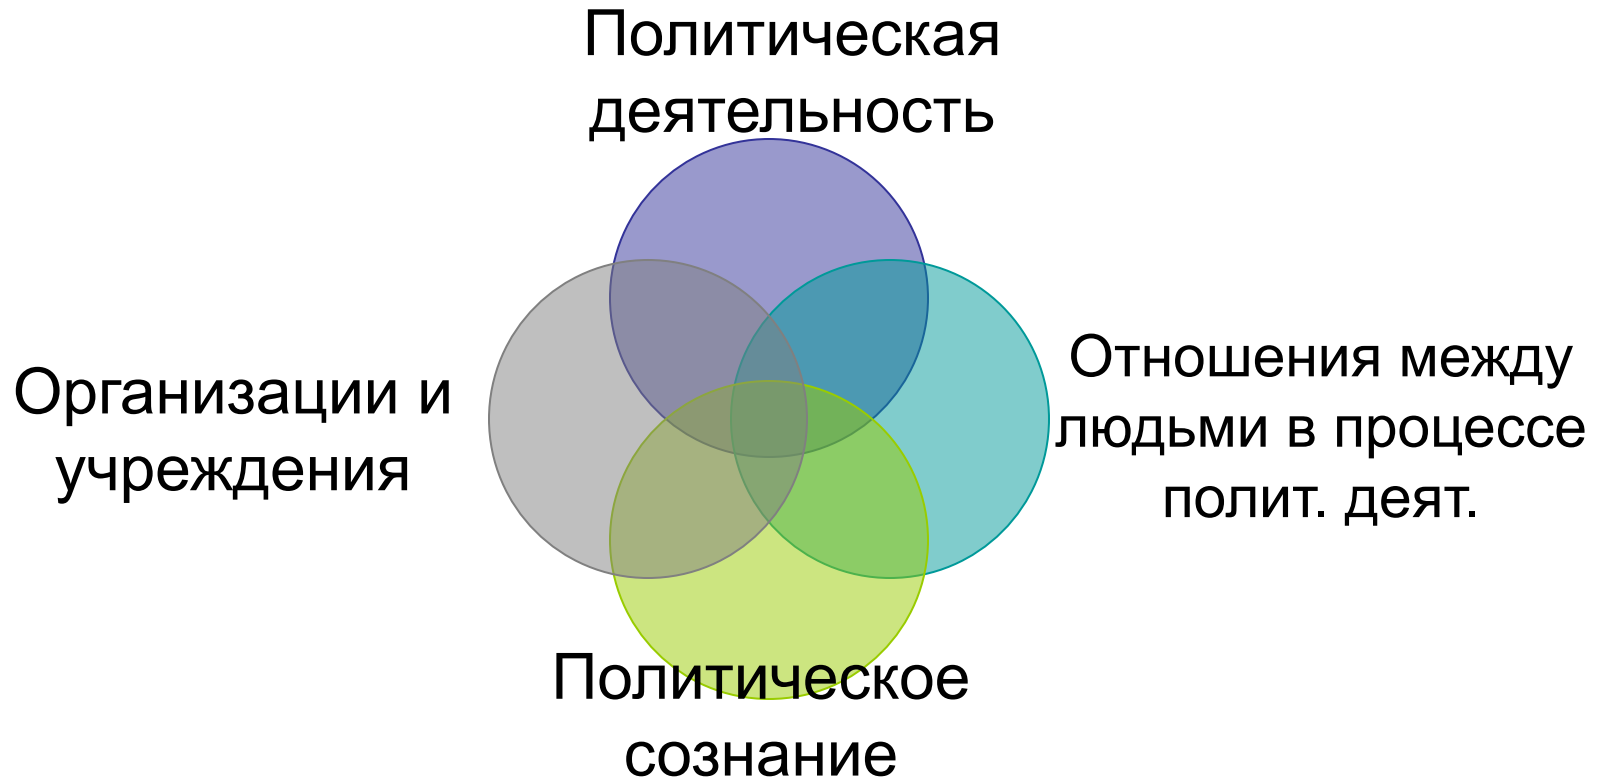 Политическая
деятельность
Организации и
учреждения
Отношения между
людьми в процессе
полит. деят.
Политическое
сознание